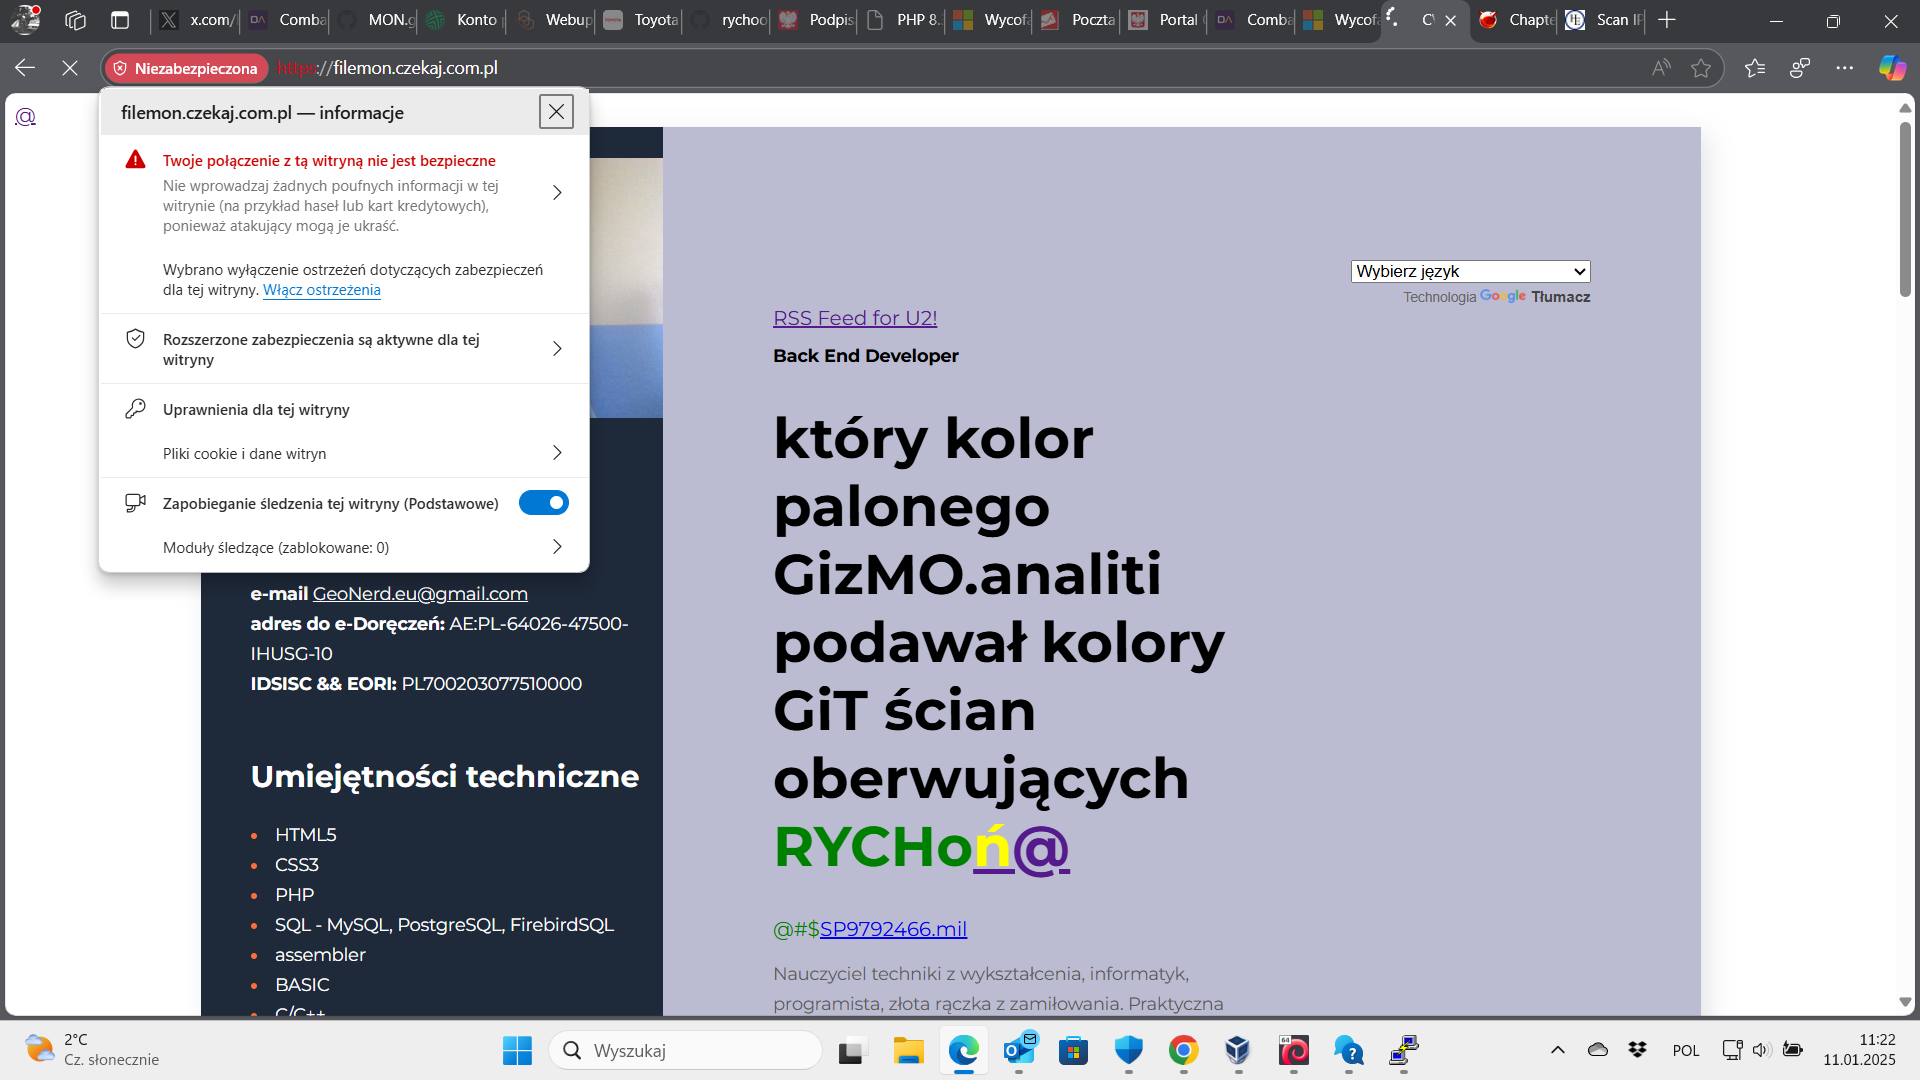 x.com/
Comba
MON.g
Konto
Webup
Toyota
rychoo
Podpis
PHP 8.
Wycofa
Poczta
Portal
Comba
Wycofa
Chapte
Scan IP
Niezabezpieczona
https://filemon.czekaj.com.pl
@
filemon.czekaj.com.pl — informacje
Twoje połączenie z tą witryną nie jest bezpieczne
Nie wprowadzaj żadnych poufnych informacji w tej
witrynie (na przykład haseł lub kart kredytowych),
ponieważ atakujący mogą je ukraść.
Wybrano wyłączenie ostrzeżeń dotyczących zabezpieczeń
dla tej witryny. Włącz ostrzeżenia
Rozszerzone zabezpieczenia są aktywne dla tej
witryny
Uprawnienia dla tej witryny
Pliki cookie i dane witryn
Zapobieganie śledzenia tej witryny (Podstawowe)
Moduły śledzące (zablokowane: 0)
e-mail GeoNerd.eu@gmail.com
adres do e-Doręczeń: AE:PL-64026-47500-
IHUSG-10
IDSISC && EORI: PL700203077510000
Umiejętności techniczne
HTML5
CSS3
PHP
SQL - MySQL, PostgreSQL, FirebirdSQL
assembler
BASIC
C/C++
Wybierz język
Technologia Google Tłumacz
RSS Feed for U2!
Back End Developer
który kolor
palonego
GizMO.analiti
podawał kolory
GiT ścian
oberwujących
RYCHoń@
@#$SP9792466.mil
Nauczyciel techniki z wykształcenia, informatyk,
programista, złota rączka z zamiłowania. Praktyczna
2°C
Cz. słonecznie
Wyszukaj
POL
11:22
11.01.2025